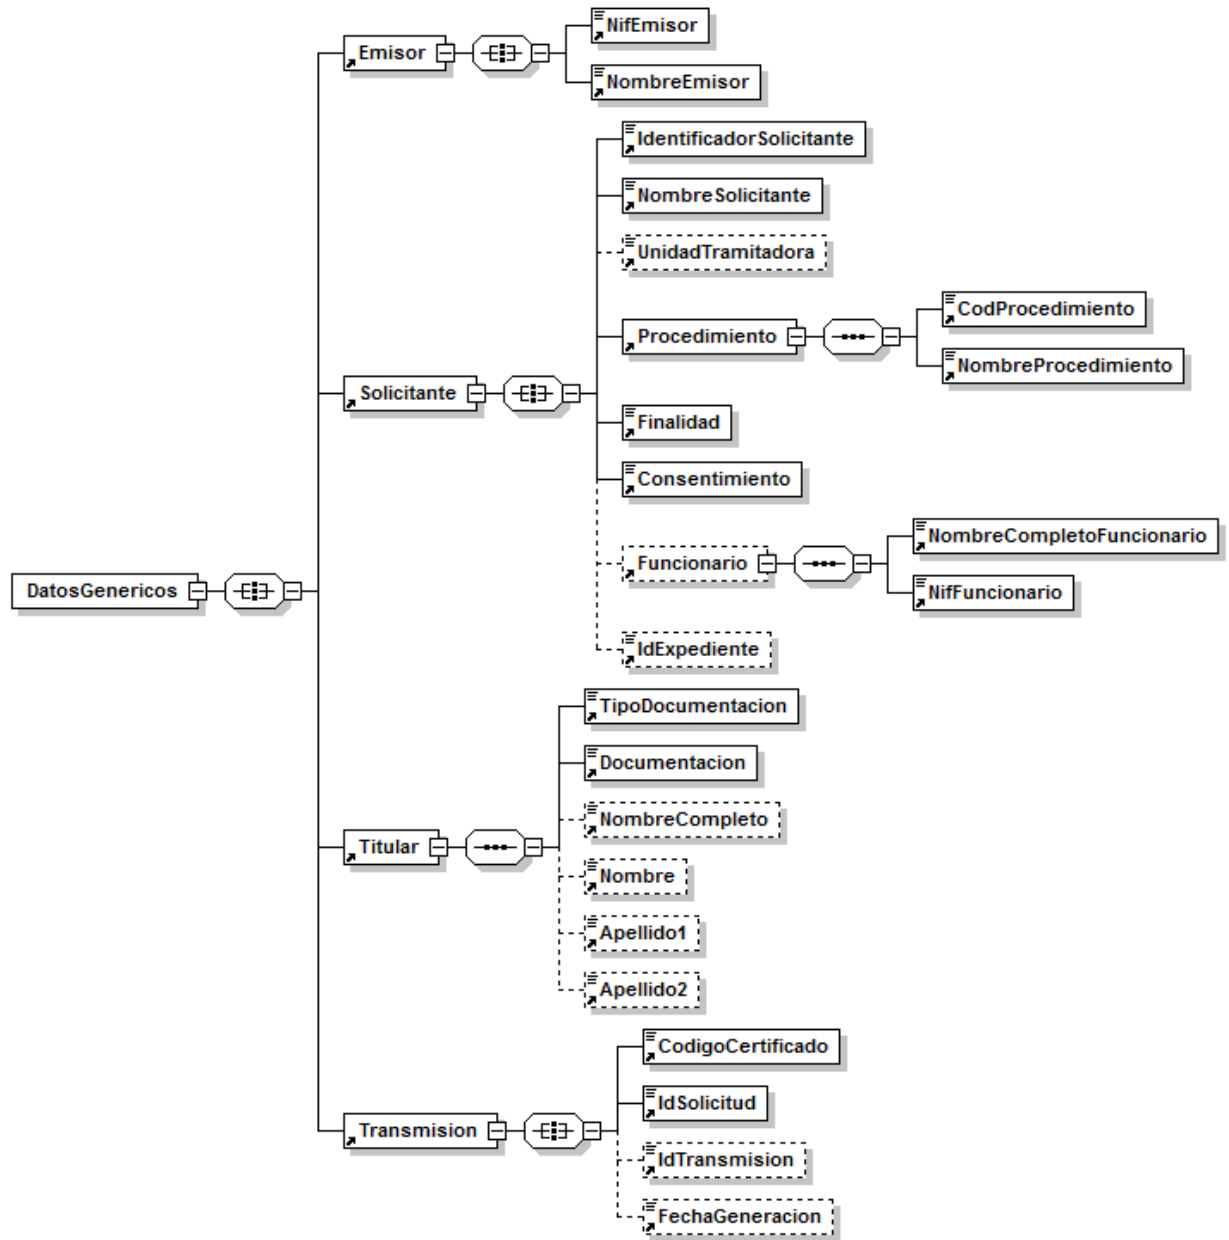 Emisor
NifEmisor
NombreEmisor
IdentificadorSolicitante
NombreSolicitante
UnidadTramitadora
Procedimiento
CodProcedimiento
NombreProcedimiento
Solicitante
Finalidad
Consentimiento
Funcionario
NombreCompletoFuncionario
NifFuncionario
DatosGenericos
IdExpediente
TipoDocumentacion
Documentacion
NombreCompleto
Titular
Nombre
Apellido1
Apellido2
CodigoCertificado
IdSolicitud
Transmision
IdTransmision
FechaGeneracion